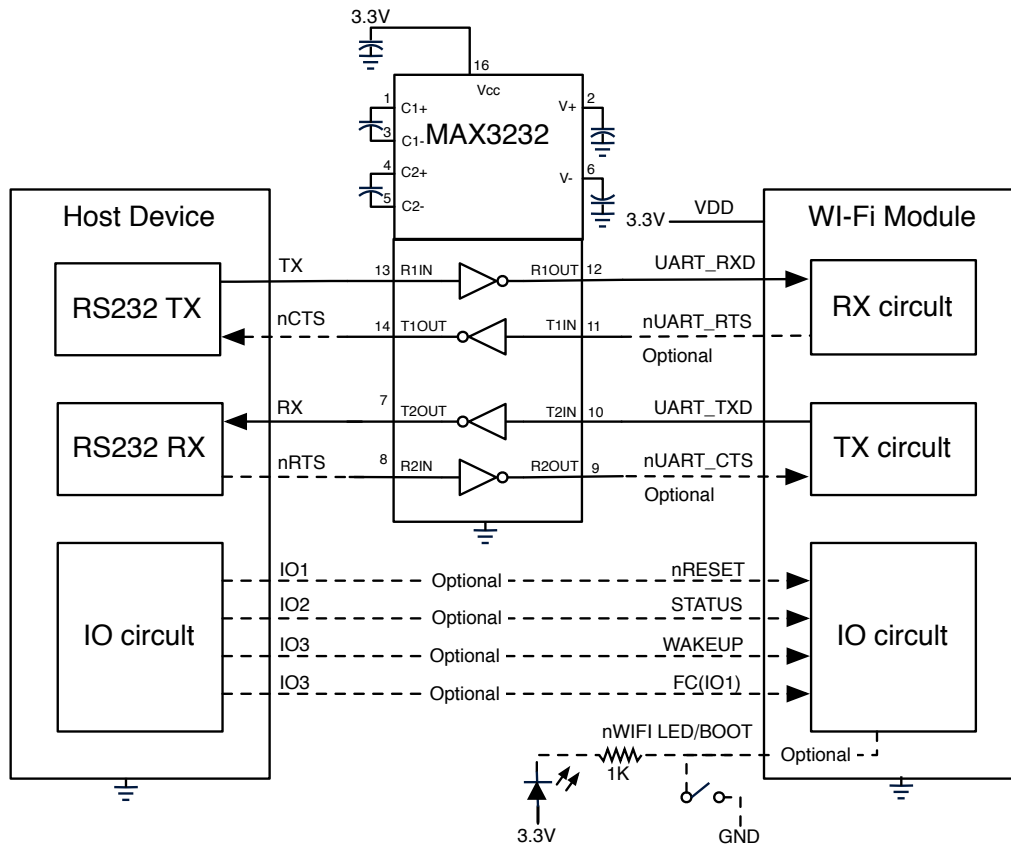 3.3V
16
Vcc
1 C1+ V+ 2
MAX3232
3 C1-
4 C2+
V- 6
5 C2-
Host Device
3.3V VDD
WI-Fi Module
TX 13 R1IN R1OUT 12 UART_RXD
RS232 TX
RX circult
nCTS 14 T1OUT T1IN 11 nUART_RTS
Optional
RX 7 T2OUT T2IN 10 UART_TXD
RS232 RX
TX circult
nRTS 8 R2IN R2OUT 9 nUART_CTS
Optional
IO1 Optional nRESET
IO2 Optional STATUS
IO circult
IO circult
IO3 Optional WAKEUP
IO3 Optional FC(IO1)
nWIFI LED/BOOT
Optional
1K
3.3V
GND